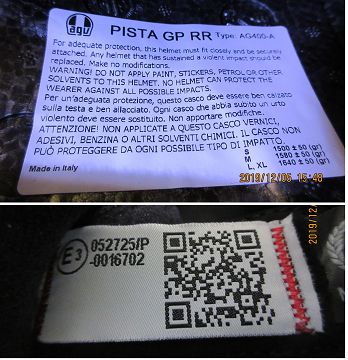 agv PISTA GP RR Type: AG400-A
For adequate protection, this helmet must fit closely and be securely
attached. Any helmet that has sustained a violent impact should be
replaced. Make no modifications.
WARNING! DO NOT APPLY PAINT, STICKERS, PETROL OR OTHER
SOLVENTS TO THIS HELMET. NO HELMET CAN PROTECT THE
WEARER AGAINST ALL POSSIBLE IMPACTS.
Per un'adeguata protezione, questo casco deve essere ben calzato
sulla testa e ben allacciato. Ogni casco che abbia subito un urto
violento deve essere sostituito. Non apportare modifiche.
ATTENZIONE! NON APPLICATE A QUESTO CASCO VERNICI,
ADESIVI, BENZINA O ALTRI SOLVENTI CHIMICI. IL CASCO NON
PUÒ PROTEGGERE DA OGNI POSSIBILE TIPO DI IMPATTO.
S 1500 ± 50 (gr)
M 1580 ± 50 (gr)
L, XL 1640 ± 50 (gr)
Made in Italy
2019/12/06 15:48
E3 052725/P
-0016702
2019/12/